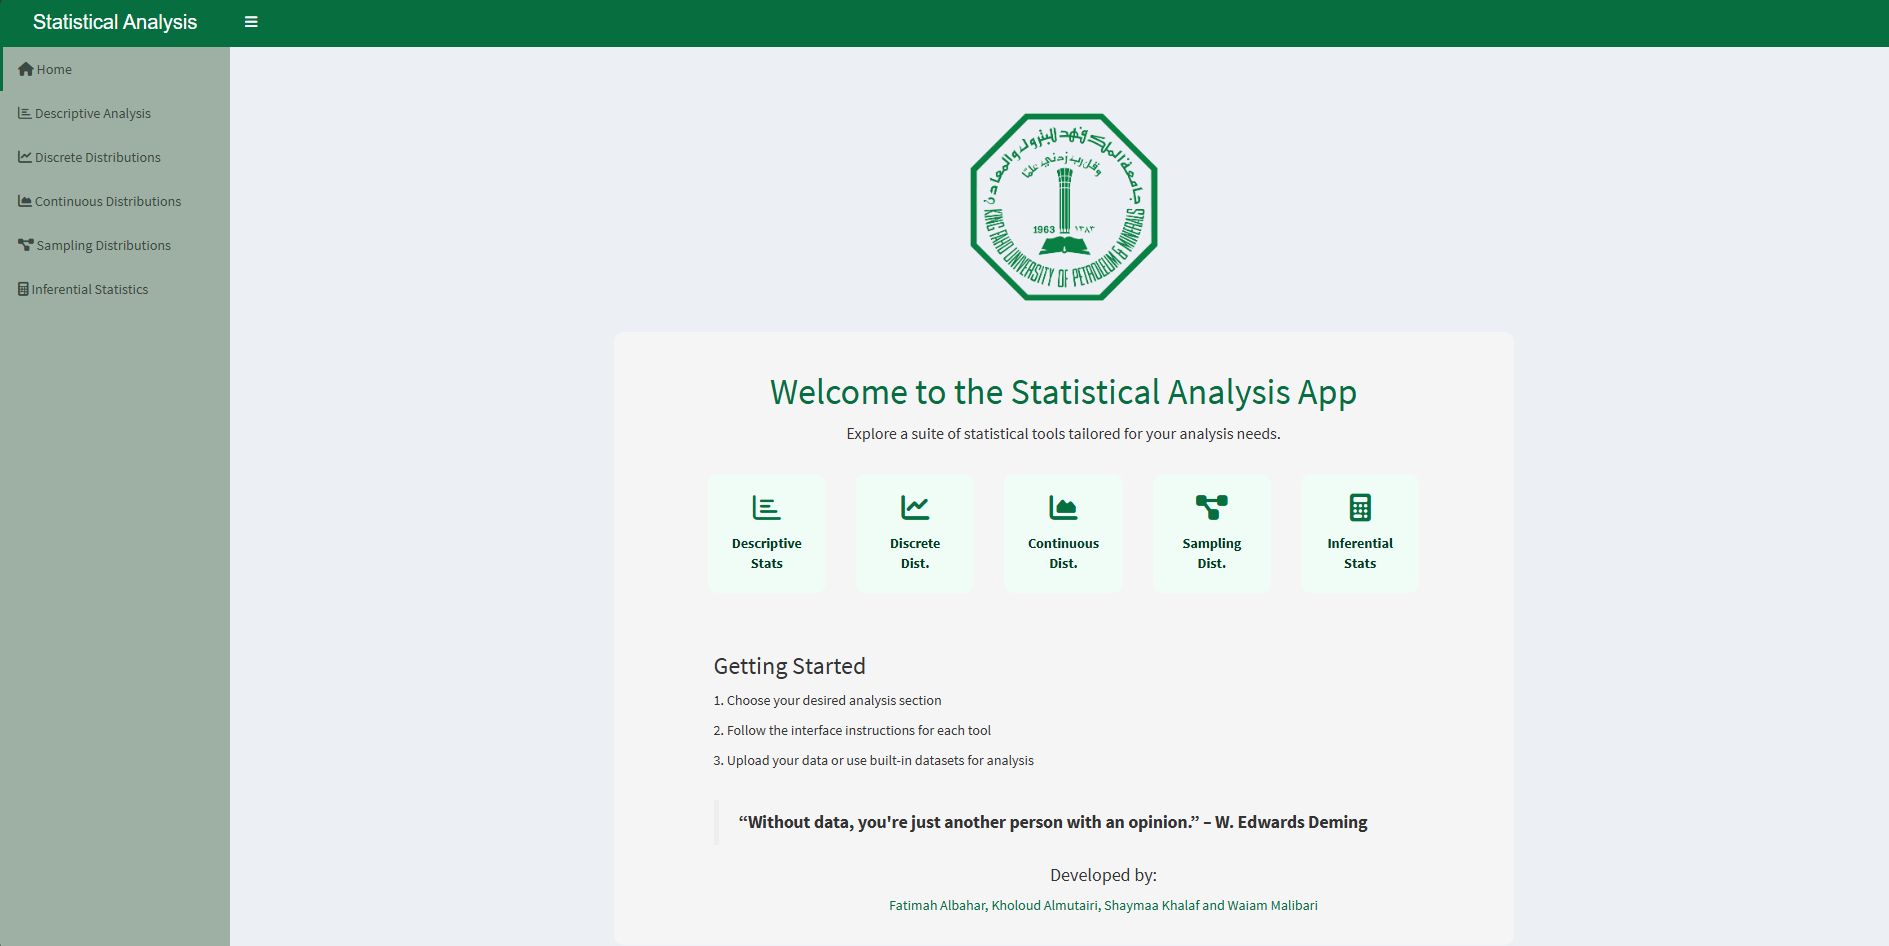 Statistical Analysis
Home
Descriptive Analysis
Discrete Distributions
Continuous Distributions
Sampling Distributions
Inferential Statistics
جامعة الملك فهد للبترول والمعادن
وقل رب زدني علما
1963 ١٣٨٣
KING FAHD UNIVERSITY OF PETROLEUM & MINERALS
Welcome to the Statistical Analysis App
Explore a suite of statistical tools tailored for your analysis needs.
Descriptive
Stats
Discrete
Dist.
Continuous
Dist.
Sampling
Dist.
Inferential
Stats
Getting Started
1. Choose your desired analysis section
2. Follow the interface instructions for each tool
3. Upload your data or use built-in datasets for analysis
“Without data, you're just another person with an opinion.” – W. Edwards Deming
Developed by:
Fatimah Albahar, Kholoud Almutairi, Shaymaa Khalaf and Waiam Malibari